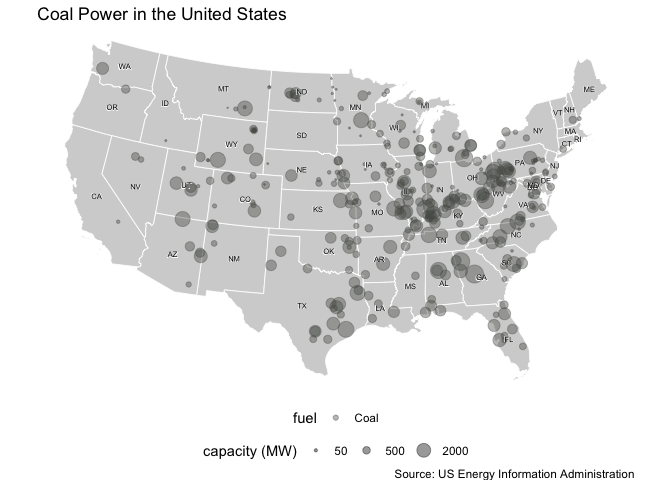 Coal Power in the United States
WA
MT
ND
ME
OR
ID
MN
MI
VT NH
SD
WI
NY
MA
WY
CT RI
IA
PA
NJ
NE
OH
NV
UT
IL IN
DE
CA
CO
WV
KS
MO
KY
VA
TN
NC
OK
AZ
NM
AR
SC
MS
AL
GA
TX
LA
FL
fuel
Coal
capacity (MW)
50
500
2000
Source: US Energy Information Administration